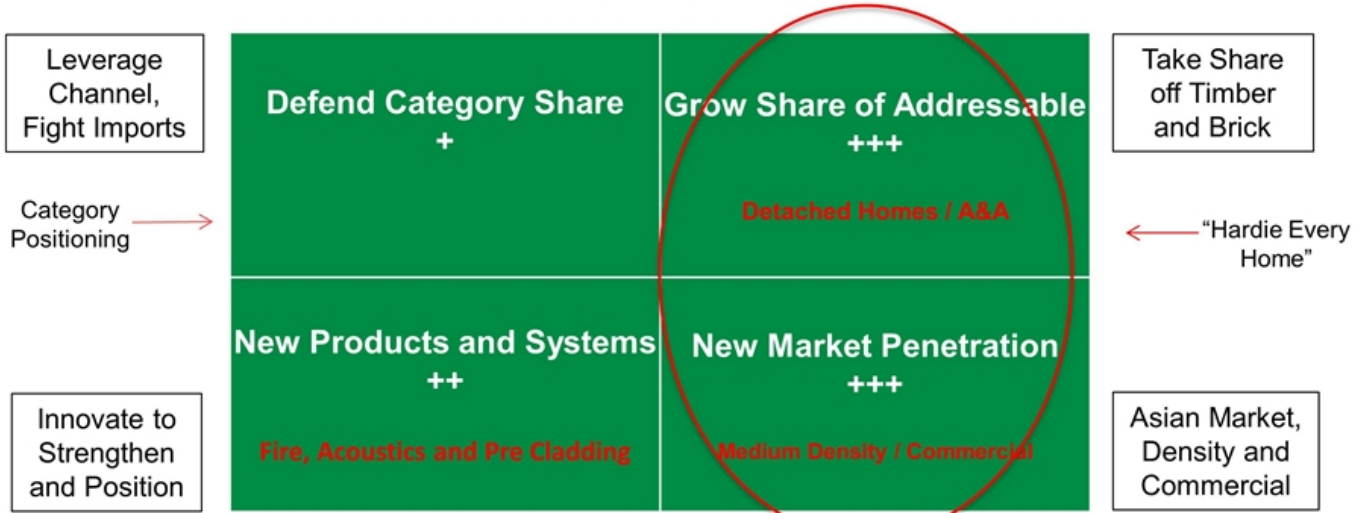 Leverage
Channel,
Fight Imports
Defend Category Share
+
Grow Share of Addressable
+++
Detached Homes / A&A
Take Share
off Timber
and Brick
Category
Positioning
“Hardie Every
Home”
New Products and Systems
++
Fire, Acoustics and Pre Cladding
New Market Penetration
+++
Medium Density / Commercial
Innovate to
Strengthen
and Position
Asian Market,
Density and
Commercial